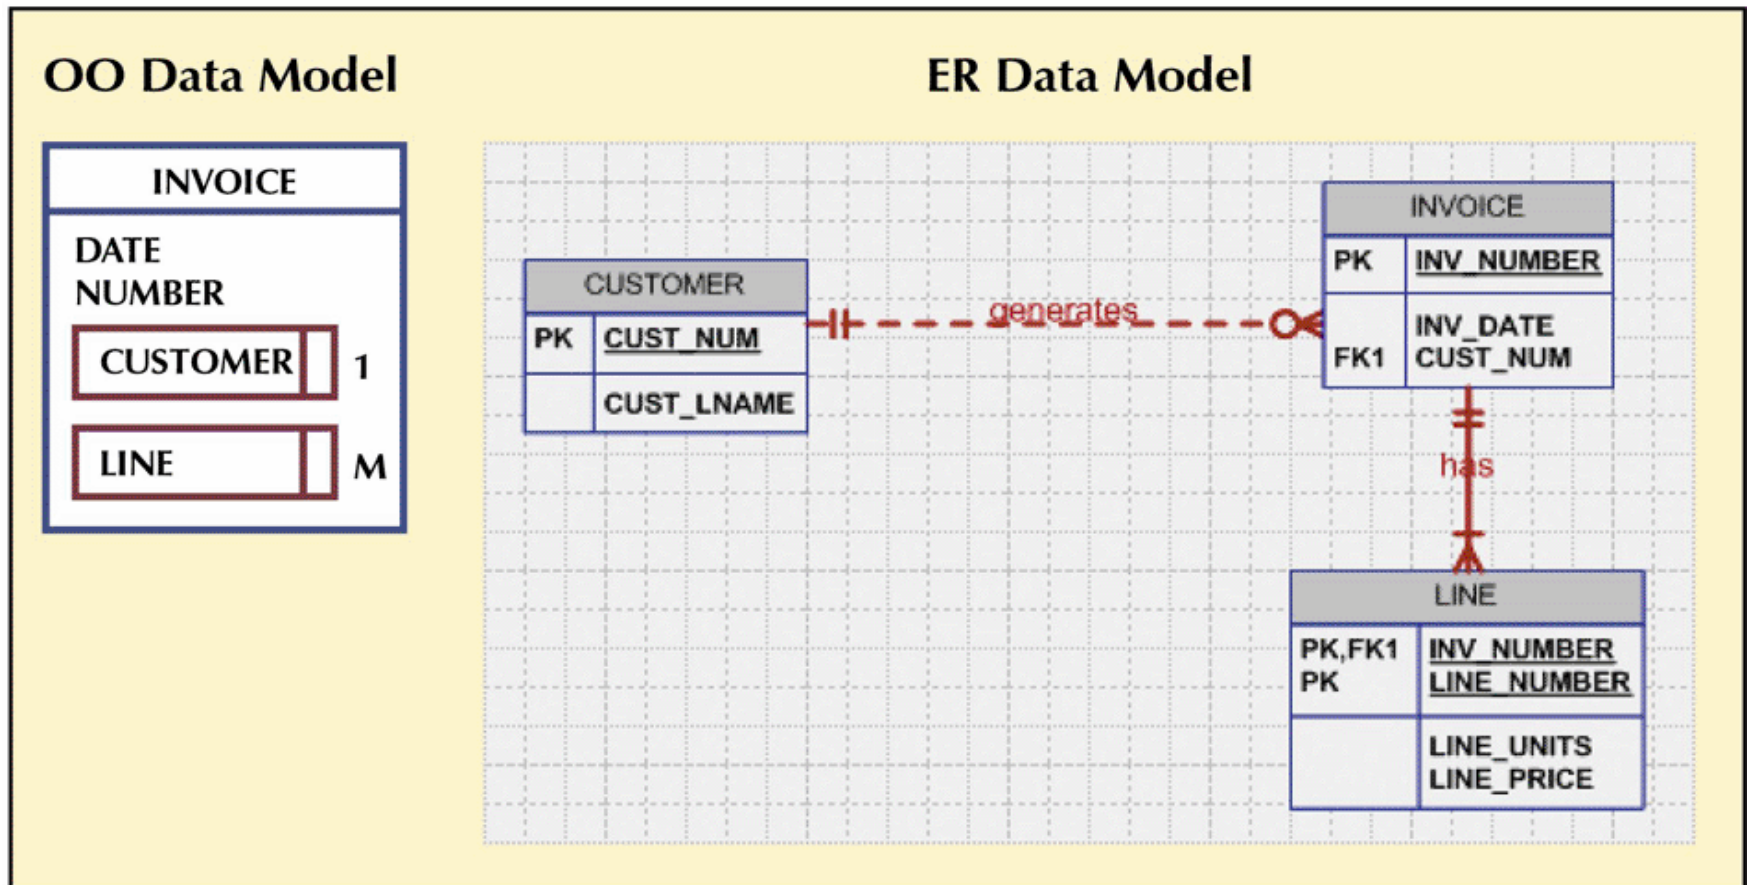 OO Data Model
INVOICE
DATE
NUMBER
CUSTOMER 1
LINE M
ER Data Model
CUSTOMER
PK CUST_NUM
CUST_LNAME
generates
INVOICE
PK INV_NUMBER
INV_DATE
FK1 CUST_NUM
has
LINE
PK,FK1 INV_NUMBER
PK LINE_NUMBER
LINE_UNITS
LINE_PRICE